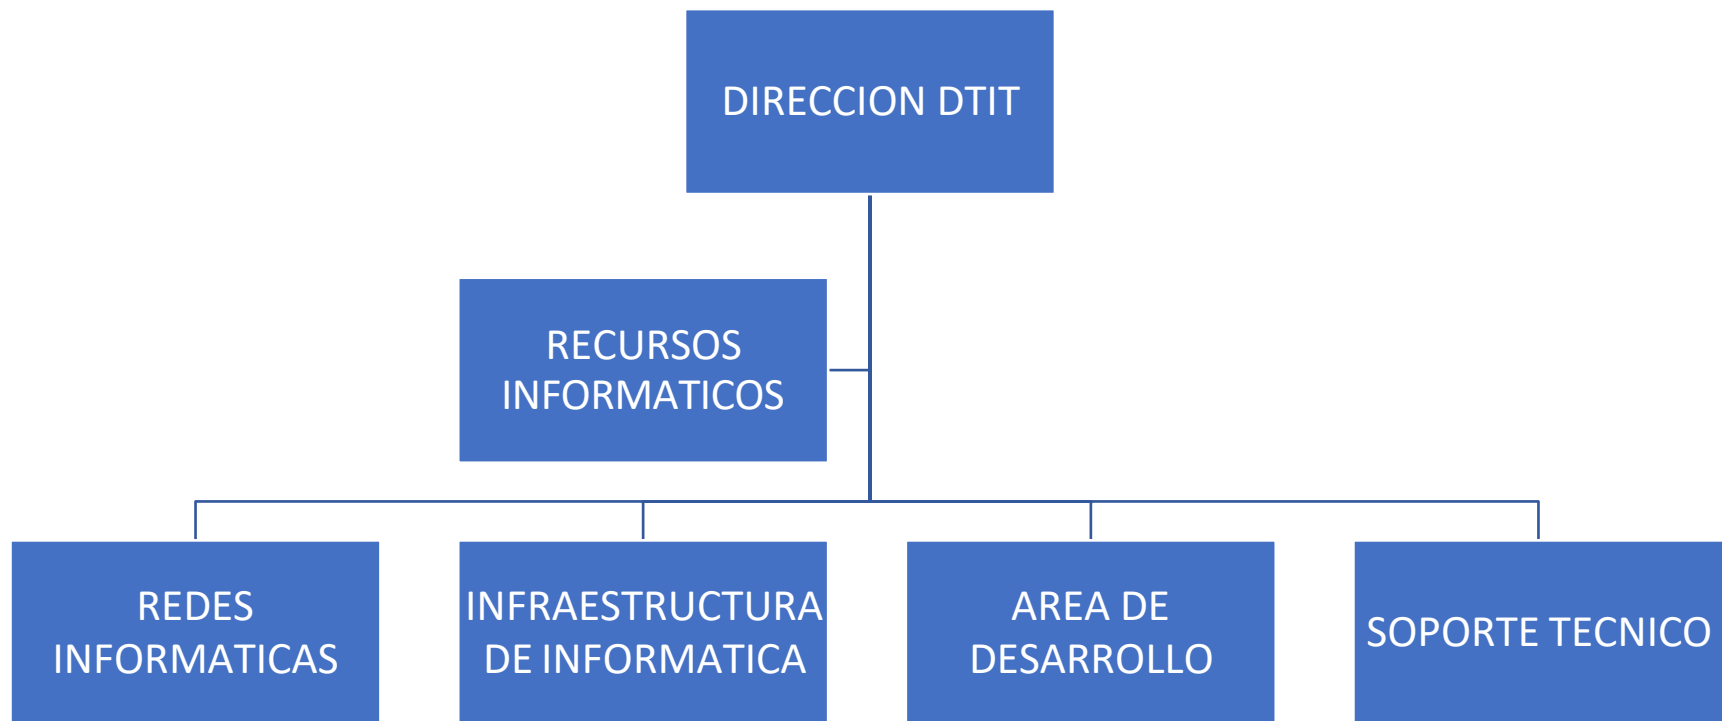 DIRECCION DTIT
RECURSOS
INFORMATICOS
REDES
INFORMATICAS
INFRAESTRUCTURA
DE INFORMATICA
AREA DE
DESARROLLO
SOPORTE TECNICO